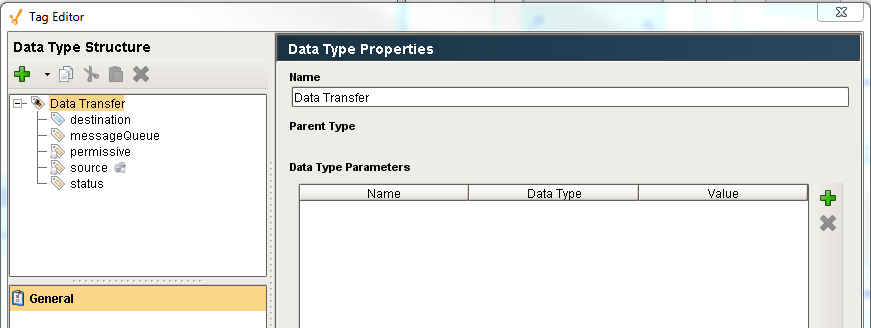 Tag Editor
Data Type Structure
Data Transfer
destination
messageQueue
permissive
source
status
General
Data Type Properties
Name
Data Transfer
Parent Type
Data Type Parameters
Name Data Type Value